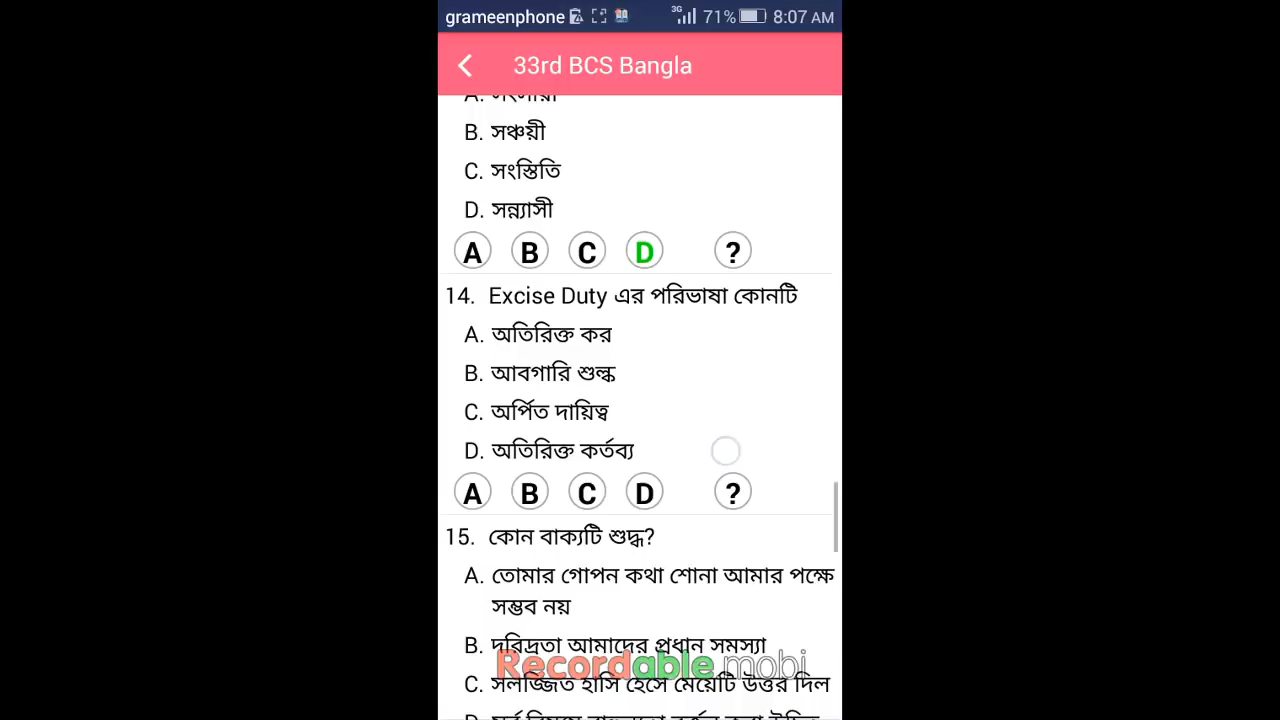 grameenphone 3G 71% 8:07 AM
33rd BCS Bangla
B. সঞ্চয়ী
C. সংস্তিতি
D. সন্ন্যাসী
A B C D ?
14. Excise Duty এর পরিভাষা কোনটি
A. অতিরিক্ত কর
B. আবগারি শুল্ক
C. অর্পিত দায়িত্ব
D. অতিরিক্ত কর্তব্য
A B C D ?
15. কোন বাক্যটি শুদ্ধ?
A. তোমার গোপন কথা শোনা আমার পক্ষে
সম্ভব নয়
B. দরিদ্রতা আমাদের প্রধান সমস্যা
Recordable mobi
C. সলজ্জিত হাসি হেসে মেয়েটি উত্তর দিল